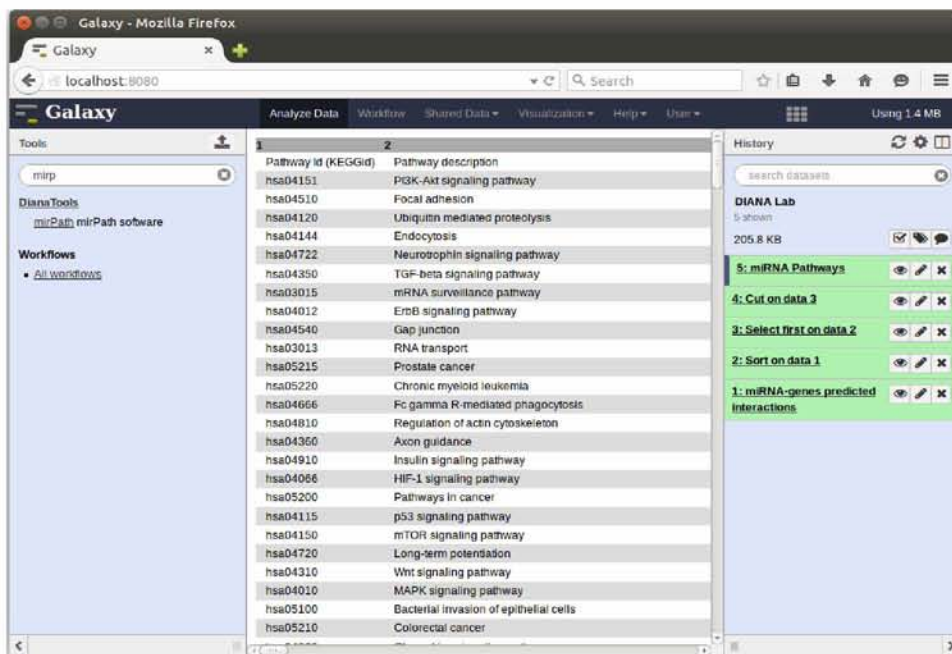 Galaxy - Mozilla Firefox
Galaxy
localhost:8080
Search
Galaxy
Analyze Data Workflow Shared Data Visualization Help User
Using 1.4 MB
Tools
mirp
DianaTools
mirPath mirPath software
Workflows
All workflows
1 2
Pathway Id (KEGGid) Pathway description
hsa04151 PI3K-Akt signaling pathway
hsa04510 Focal adhesion
hsa04120 Ubiquitin mediated proteolysis
hsa04144 Endocytosis
hsa04722 Neurotrophin signaling pathway
hsa04350 TGF-beta signaling pathway
hsa03015 mRNA surveillance pathway
hsa04012 ErbB signaling pathway
hsa04540 Gap junction
hsa03013 RNA transport
hsa05215 Prostate cancer
hsa05220 Chronic myeloid leukemia
hsa04666 Fc gamma R-mediated phagocytosis
hsa04810 Regulation of actin cytoskeleton
hsa04360 Axon guidance
hsa04910 Insulin signaling pathway
hsa04066 HIF-1 signaling pathway
hsa05200 Pathways in cancer
hsa04115 p53 signaling pathway
hsa04150 mTOR signaling pathway
hsa04720 Long-term potentiation
hsa04310 Wnt signaling pathway
hsa04010 MAPK signaling pathway
hsa05100 Bacterial invasion of epithelial cells
hsa05210 Colorectal cancer
History
search datasets
DIANA Lab
5 shown
205.8 KB
5: miRNA Pathways
4: Cut on data 3
3: Select first on data 2
2: Sort on data 1
1: miRNA-genes predicted
interactions